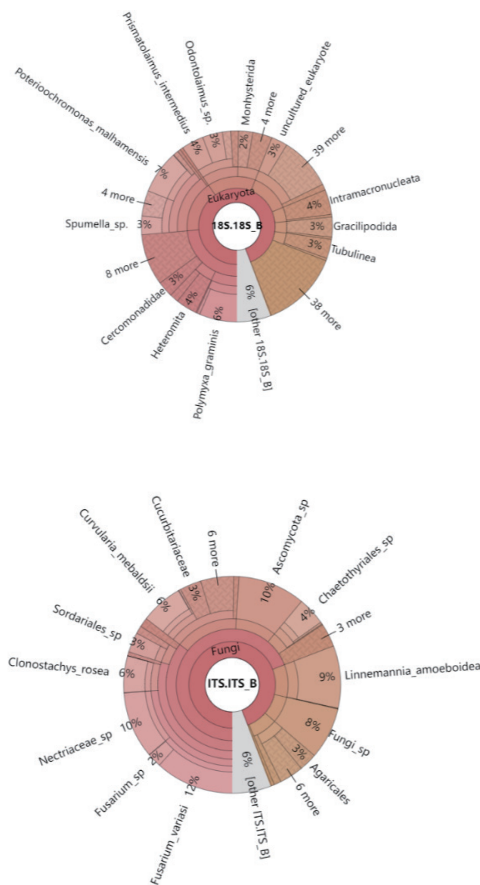 Prismatolaimus_intermedius
Odontolaimus_sp.
Monhysterida
4 more
uncultured_eukaryote
39 more
Poterioochromonas_malhamensis
4%
3%
2%
3%
7%
4 more
Spumella_sp.
3%
Eukaryota
18S.18S_B
4%
Intramacronucleata
3%
Gracilipodida
3%
Tubulinea
8 more
Cercomonadidae
3%
Heteromita
4%
Polymyxa_graminis
6%
6%
[other 18S.18S_B]
38 more
Curvularia_mebaldsii
Cucurbitariaceae
6 more
Ascomycota_sp
Chaetothyriales_sp
6%
3%
10%
4%
3 more
Sordariales_sp
3%
Fungi
ITS.ITS_B
Clonostachys_rosea
6%
9%
Linnemannia_amoeboidea
Nectriaceae_sp
10%
8%
Fungi_sp
Fusarium_sp
2%
3%
Agaricales
Fusarium_variasi
12%
6%
[other ITS.ITS_B]
6 more